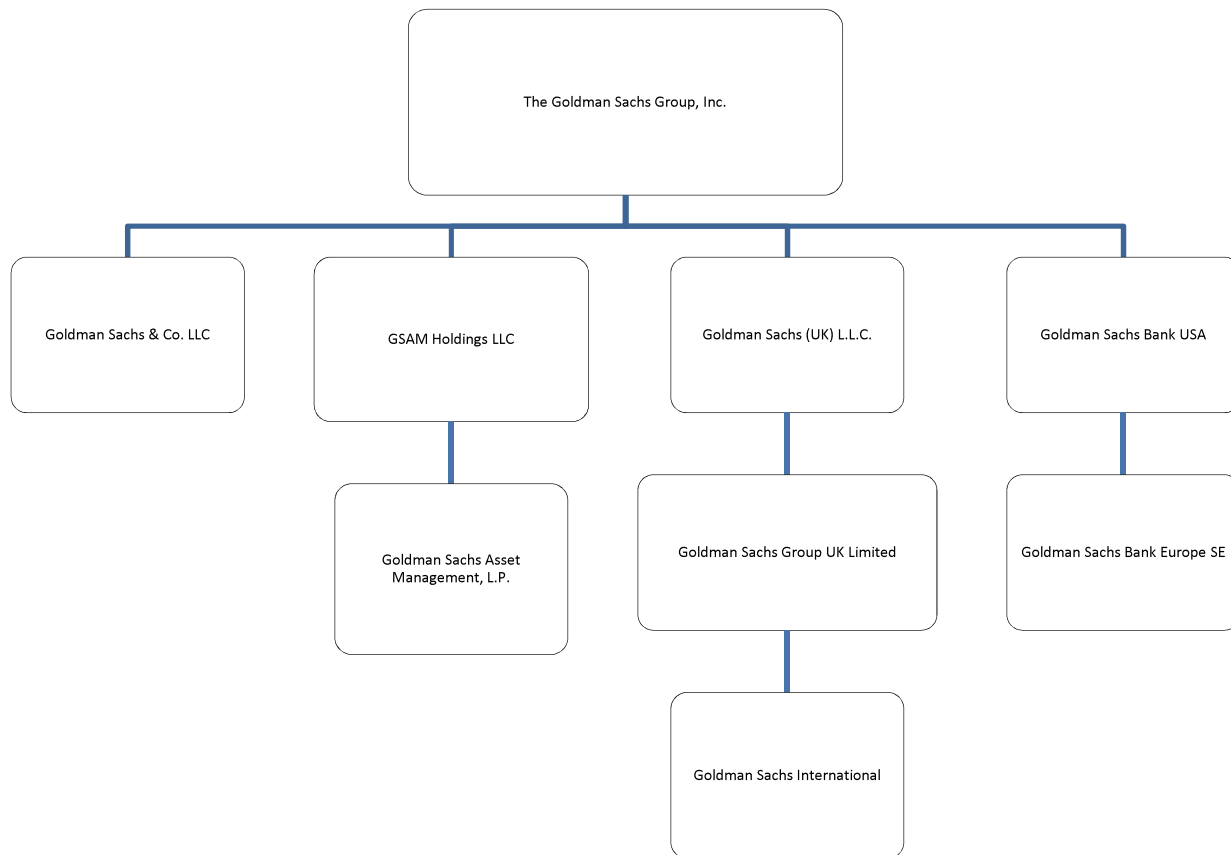 The Goldman Sachs Group, Inc.
Goldman Sachs & Co. LLC
GSAM Holdings LLC
Goldman Sachs (UK) L.L.C.
Goldman Sachs Bank USA
Goldman Sachs Asset
Management, L.P.
Goldman Sachs Group UK Limited
Goldman Sachs Bank Europe SE
Goldman Sachs International